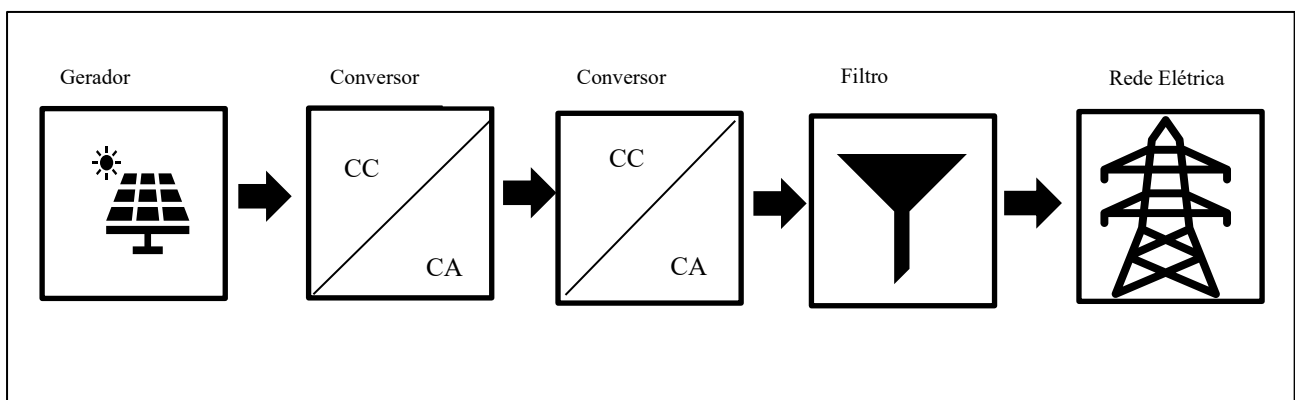 Gerador
Conversor
Conversor
Filtro
Rede Elétrica
CC
CA
CC
CA